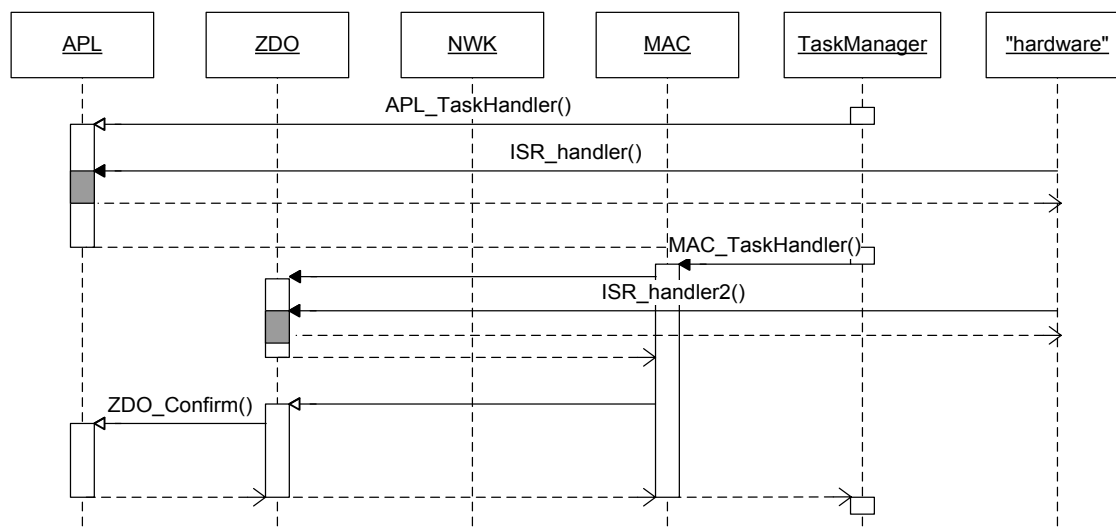 APL ZDO NWK MAC TaskManager "hardware"
APL_TaskHandler()
ISR_handler()
MAC_TaskHandler()
ISR_handler2()
ZDO_Confirm()